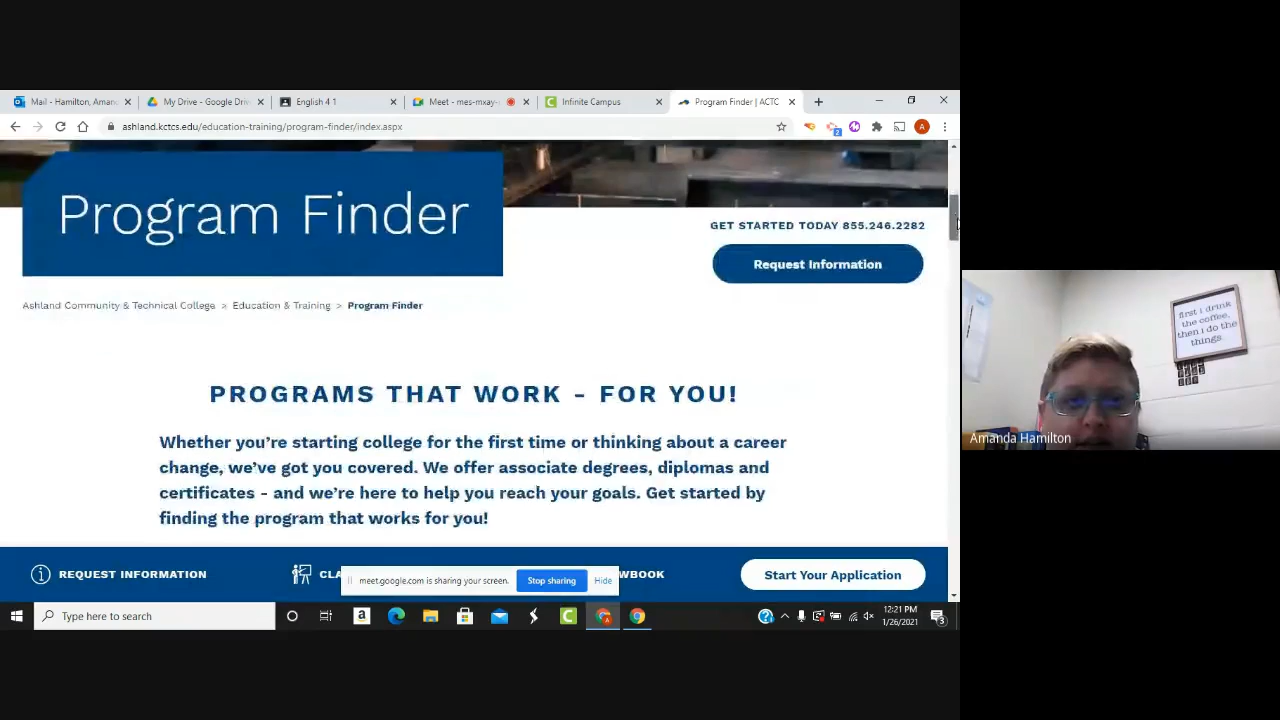 Mail - Hamilton, Aman
My Drive - Google Driv
English 4 1
Meet - mes-mxay-
Infinite Campus
Program Finder | ACTC
ashland.kctcs.edu/education-training/program-finder/index.aspx
A
Program Finder
GET STARTED TODAY 855.246.2282
Request Information
Ashland Community & Technical College > Education & Training > Program Finder
PROGRAMS THAT WORK - FOR YOU!
Whether you're starting college for the first time or thinking about a career
change, we've got you covered. We offer associate degrees, diplomas and
certificates - and we're here to help you reach your goals. Get started by
finding the program that works for you!
REQUEST INFORMATION
CLA
WBOOK
Start Your Application
meet.google.com is sharing your screen.
Stop sharing
Hide
Type here to search
12:21 PM
1/26/2021
3
first i drink
the coffee,
then i do the
things.
Amanda Hamilton